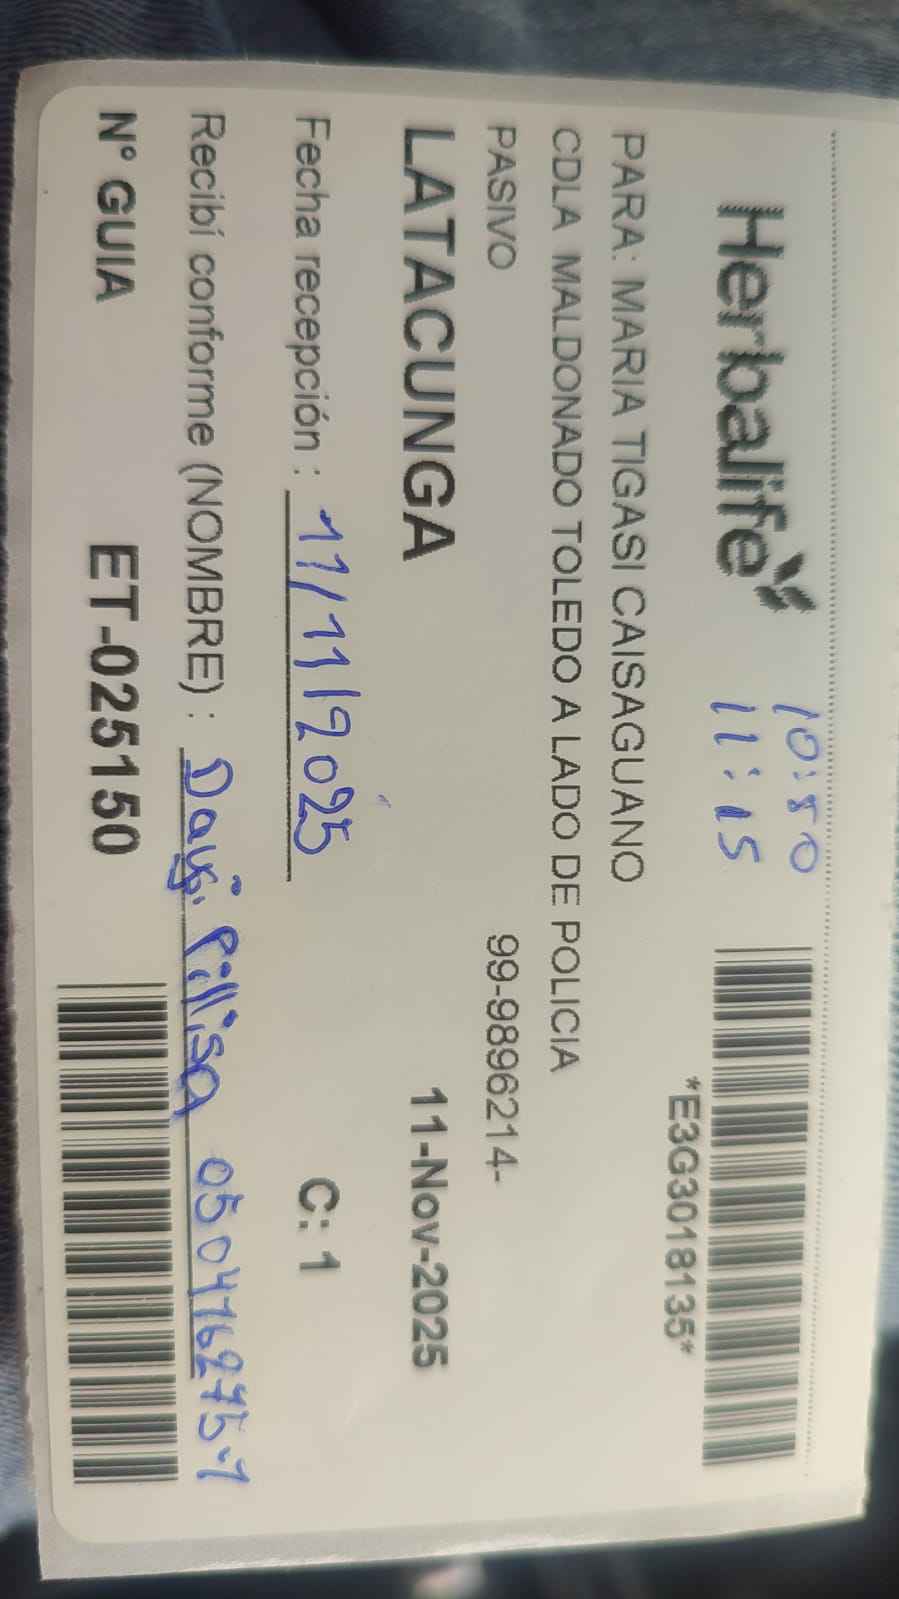 Herbalife
10:50
11:15
*E3G3018135*
PARA: MARIA TIGASI CAISAGUANO
CDLA MALDONADO TOLEDO A LADO DE POLICIA
PASIVO 99-9896214-
LATACUNGA 11-Nov-2025
Fecha recepción : 11/11/2025 C: 1
Recibí conforme (NOMBRE) :
N° GUIA ET-025150